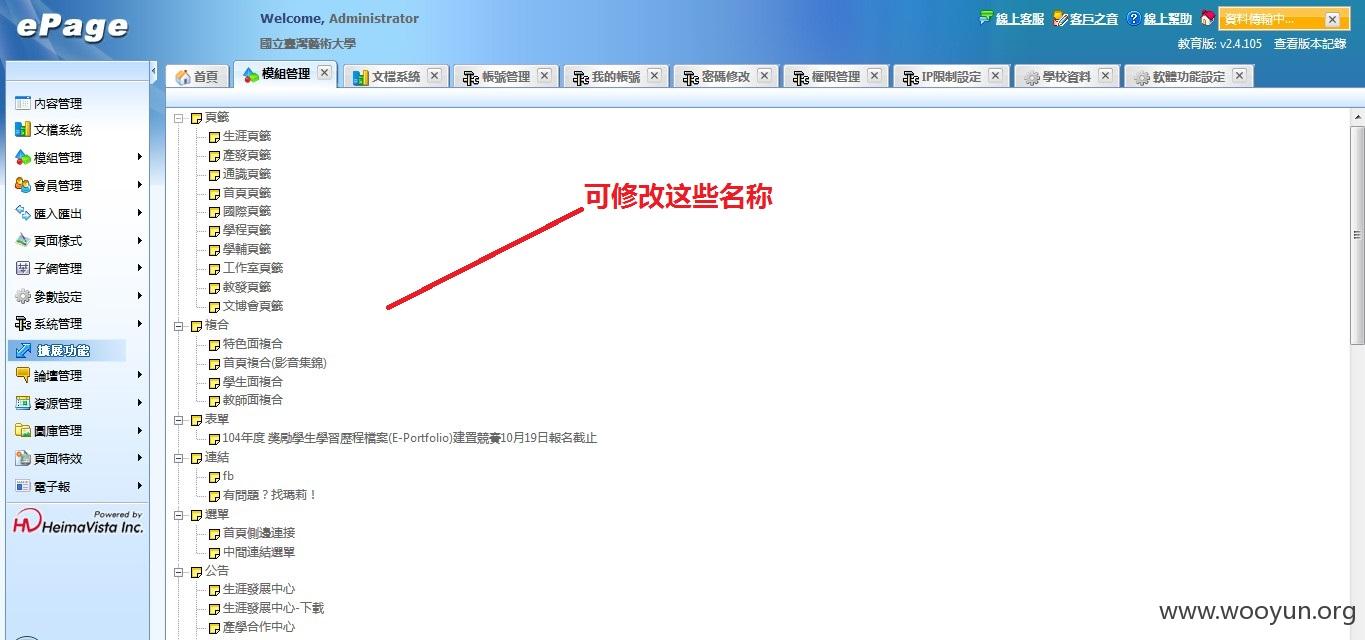 ePage
Welcome, Administrator
國立臺灣藝術大學
線上客服 客戶之音 線上幫助 資料傳輸中...
教育版: v2.4.105 查看版本記錄
首頁 模組管理 文檔系統 帳號管理 我的帳號 密碼修改 權限管理 IP限制設定 學校資料 軟體功能設定
內容管理
文檔系統
模組管理
會員管理
匯入匯出
頁面樣式
子網管理
參數設定
系統管理
擴展功能
論壇管理
資源管理
圖庫管理
頁面特效
電子報
Powered by
HeimaVista Inc.
頁籤
生涯頁籤
產發頁籤
通識頁籤
首頁頁籤
國際頁籤
學程頁籤
學輔頁籤
工作室頁籤
教發頁籤
文博會頁籤
複合
特色面複合
首頁複合(影音集錦)
學生面複合
教師面複合
表單
104年度 獎勵學生學習歷程檔案(E-Portfolio)建置競賽10月19日報名截止
連結
fb
有問題？找瑪莉！
選單
首頁側邊連接
中間連結選單
公告
生涯發展中心
生涯發展中心-下載
產學合作中心
可修改这些名称
www.wooyun.org